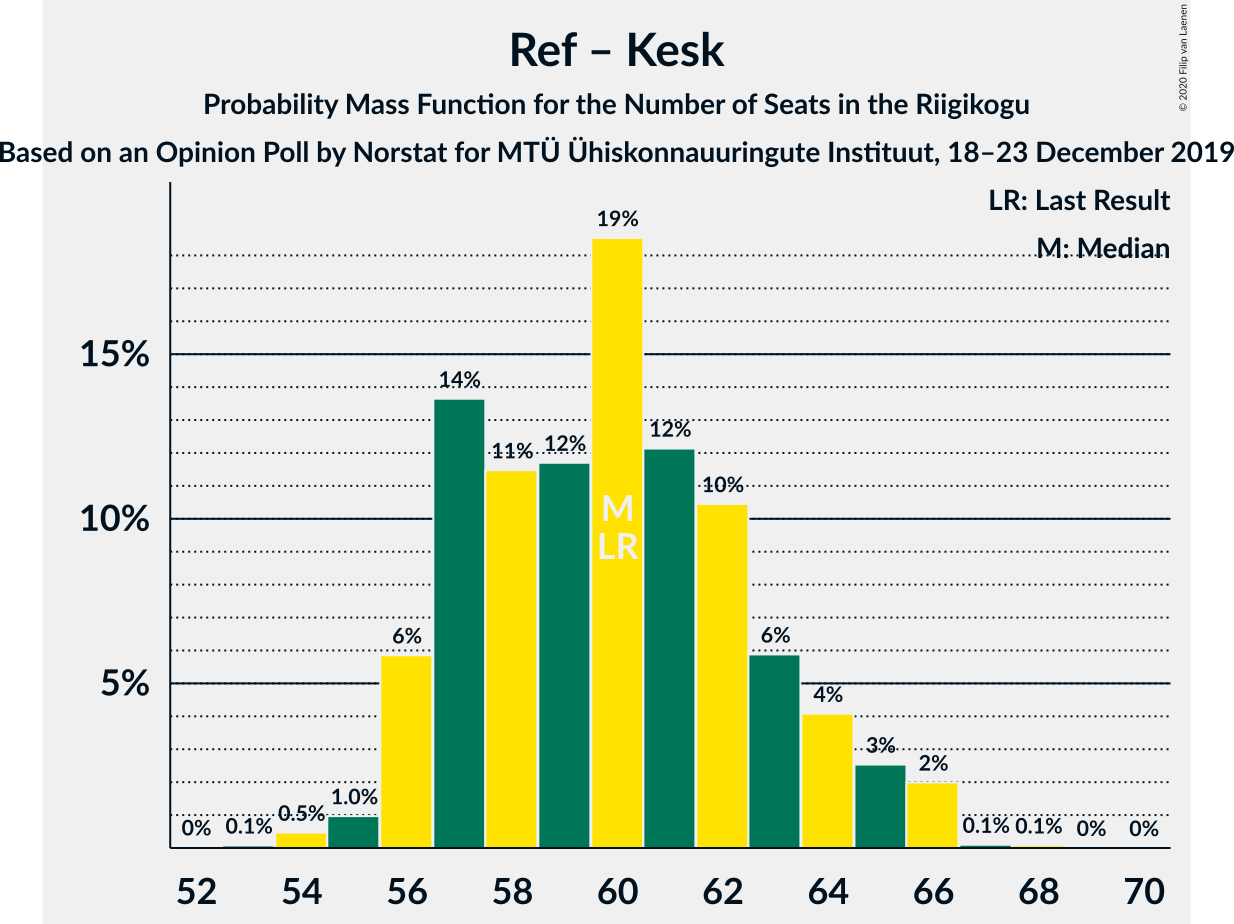 Ref – Kesk
Probability Mass Function for the Number of Seats in the Riigikogu
Based on an Opinion Poll by Norstat for MTÜ Ühiskonnauuringute Instituut, 18–23 December 2019
© 2020 Filip van Laenen
LR: Last Result
M: Median
15%
10%
5%
0%
0.1%
0.5%
1.0%
6%
14%
11%
12%
19%
12%
10%
6%
4%
3%
2%
0.1%
0.1%
0%
0%
M
LR
52 54 56 58 60 62 64 66 68 70